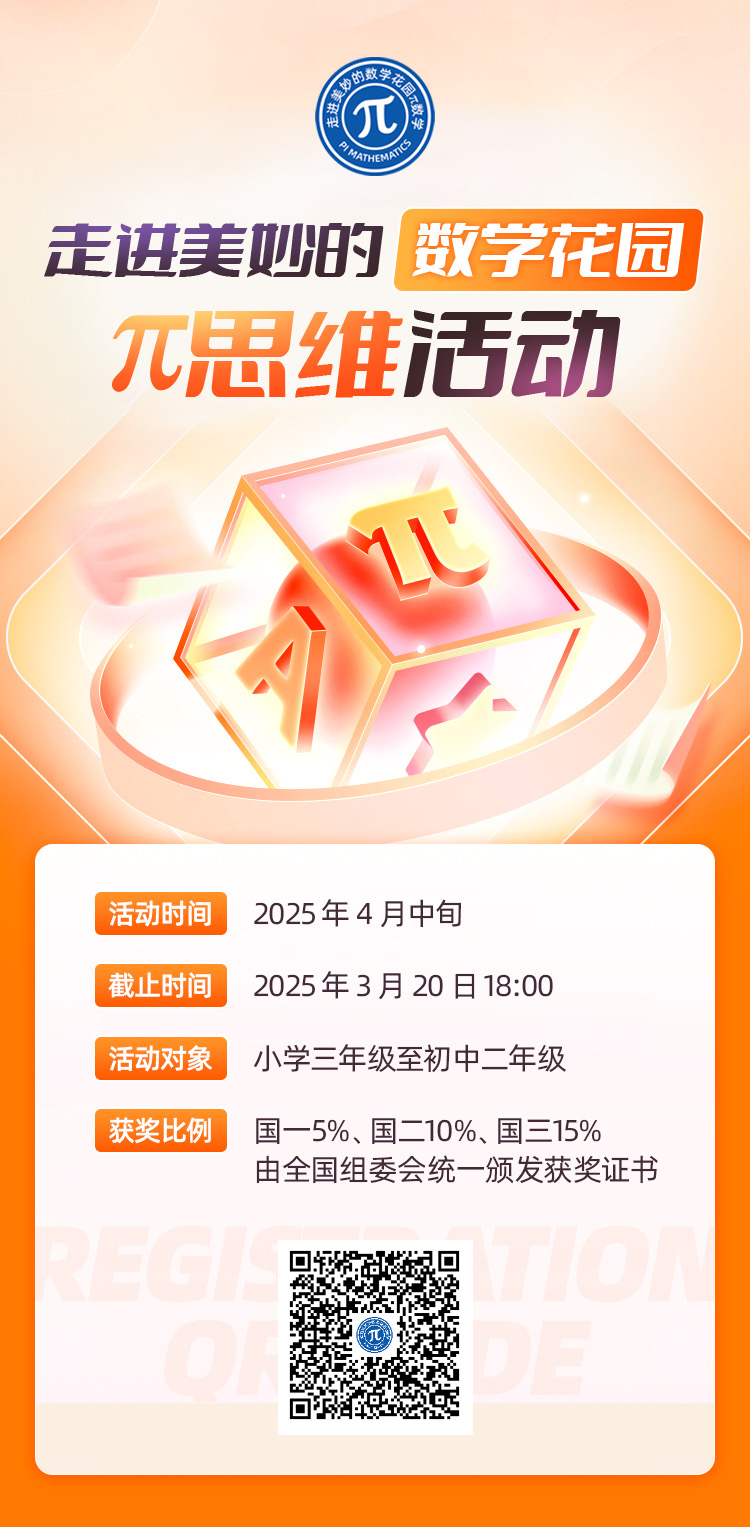 走进美妙的数学花园π数学
PI MATHEMATICS
π
走进美妙的 数学花园
π思维活动
π
A
活动时间 2025 年 4 月中旬
截止时间 2025 年 3 月 20 日 18:00
活动对象 小学三年级至初中二年级
获奖比例 国一5%、国二10%、国三15%
由全国组委会统一颁发获奖证书
REGISTRATION
QR CODE
π